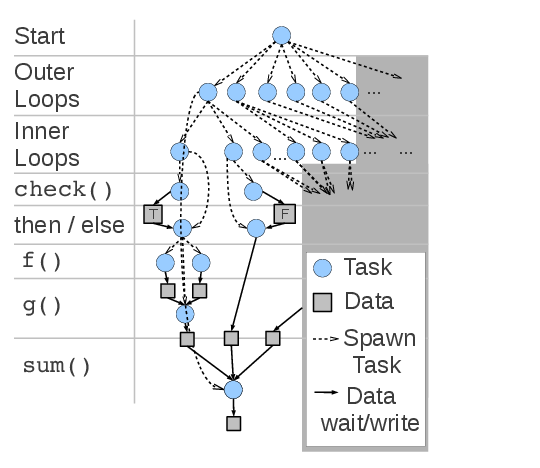 Start
Outer
Loops
...
Inner
Loops
...
...
...
check()
T
F
then / else
f()
g()
sum()
Task
Data
Spawn
Task
Data
wait/write